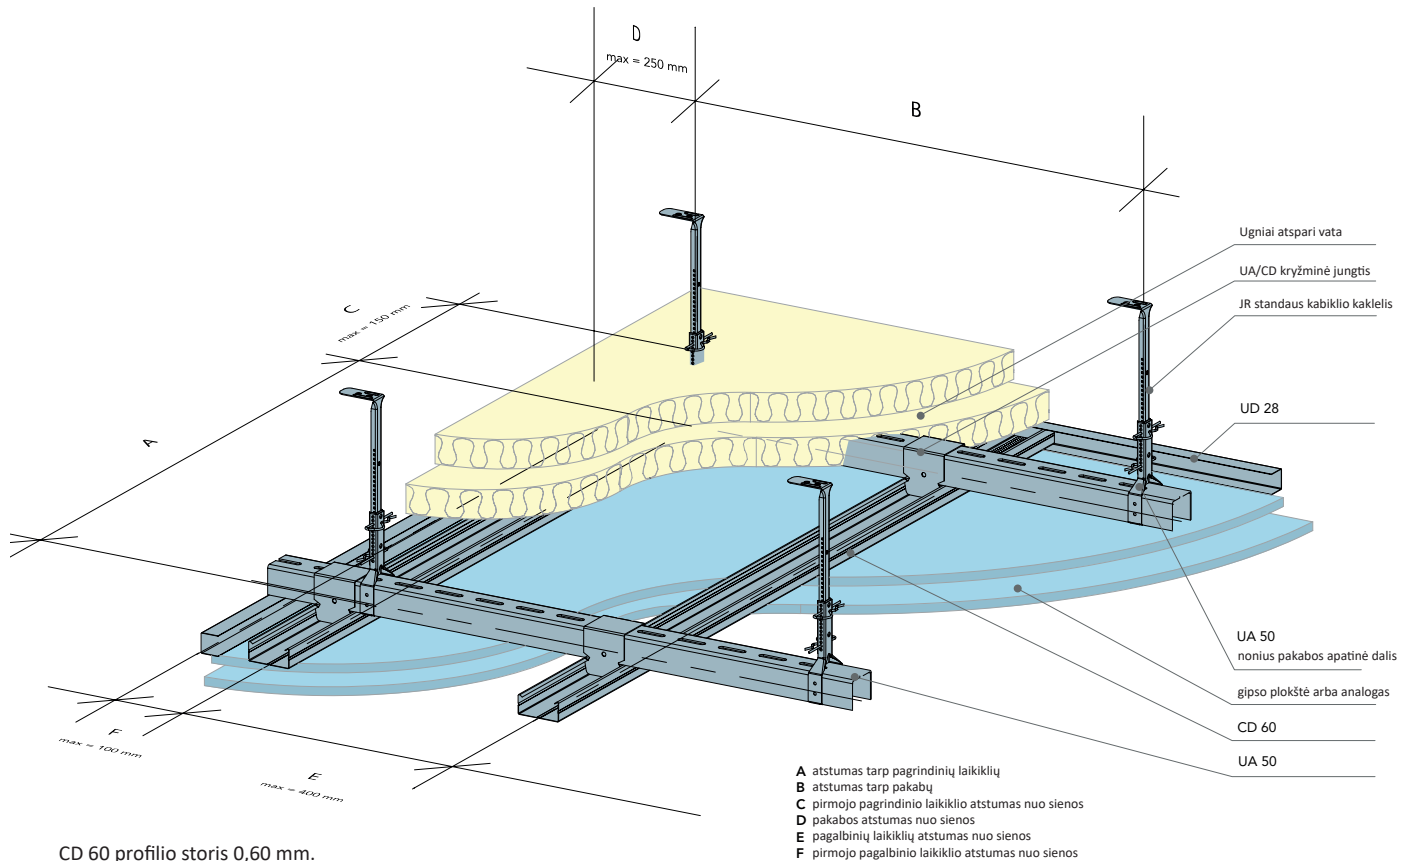 D
max = 250 mm
B
Ugniai atspari vata
UA/CD kryžminė jungtis
JR standaus kabiklio kaklelis
C
max = 150 mm
UD 28
A
UA 50
nonius pakabos apatinė dalis
gipso plokštė arba analogas
CD 60
UA 50
F
max = 100 mm
E
max = 400 mm
A atstumas tarp pagrindinių laikiklių
B atstumas tarp pakabų
C pirmojo pagrindinio laikiklio atstumas nuo sienos
D pakabos atstumas nuo sienos
E pagalbinių laikiklių atstumas nuo sienos
F pirmojo pagalbinio laikiklio atstumas nuo sienos
CD 60 profilio storis 0,60 mm.